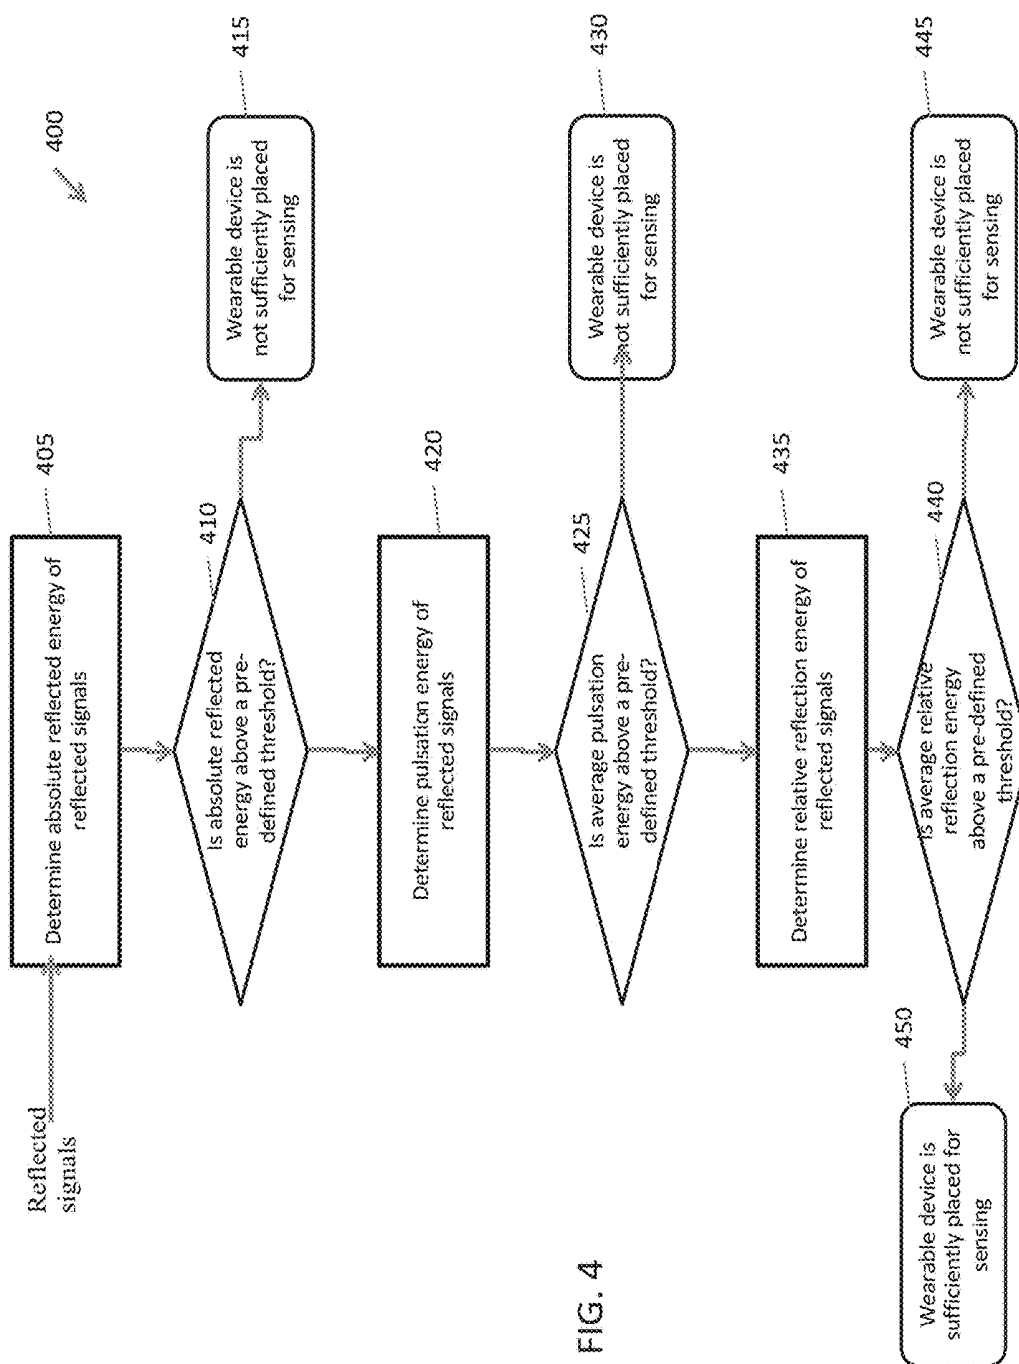 400
Reflected
signals
Determine absolute reflected energy of
reflected signals
405
Is absolute reflected
energy above a pre-
defined threshold?
410
Wearable device is
not sufficiently placed
for sensing
415
Determine pulsation energy of
reflected signals
420
Is average pulsation
energy above a pre-
defined threshold?
425
Wearable device is
not sufficiently placed
for sensing
430
Determine relative reflection energy of
reflected signals
435
Is average relative
reflection energy
above a pre-defined
threshold?
440
Wearable device is
not sufficiently placed
for sensing
445
Wearable device is
sufficiently placed for
sensing
450
FIG. 4